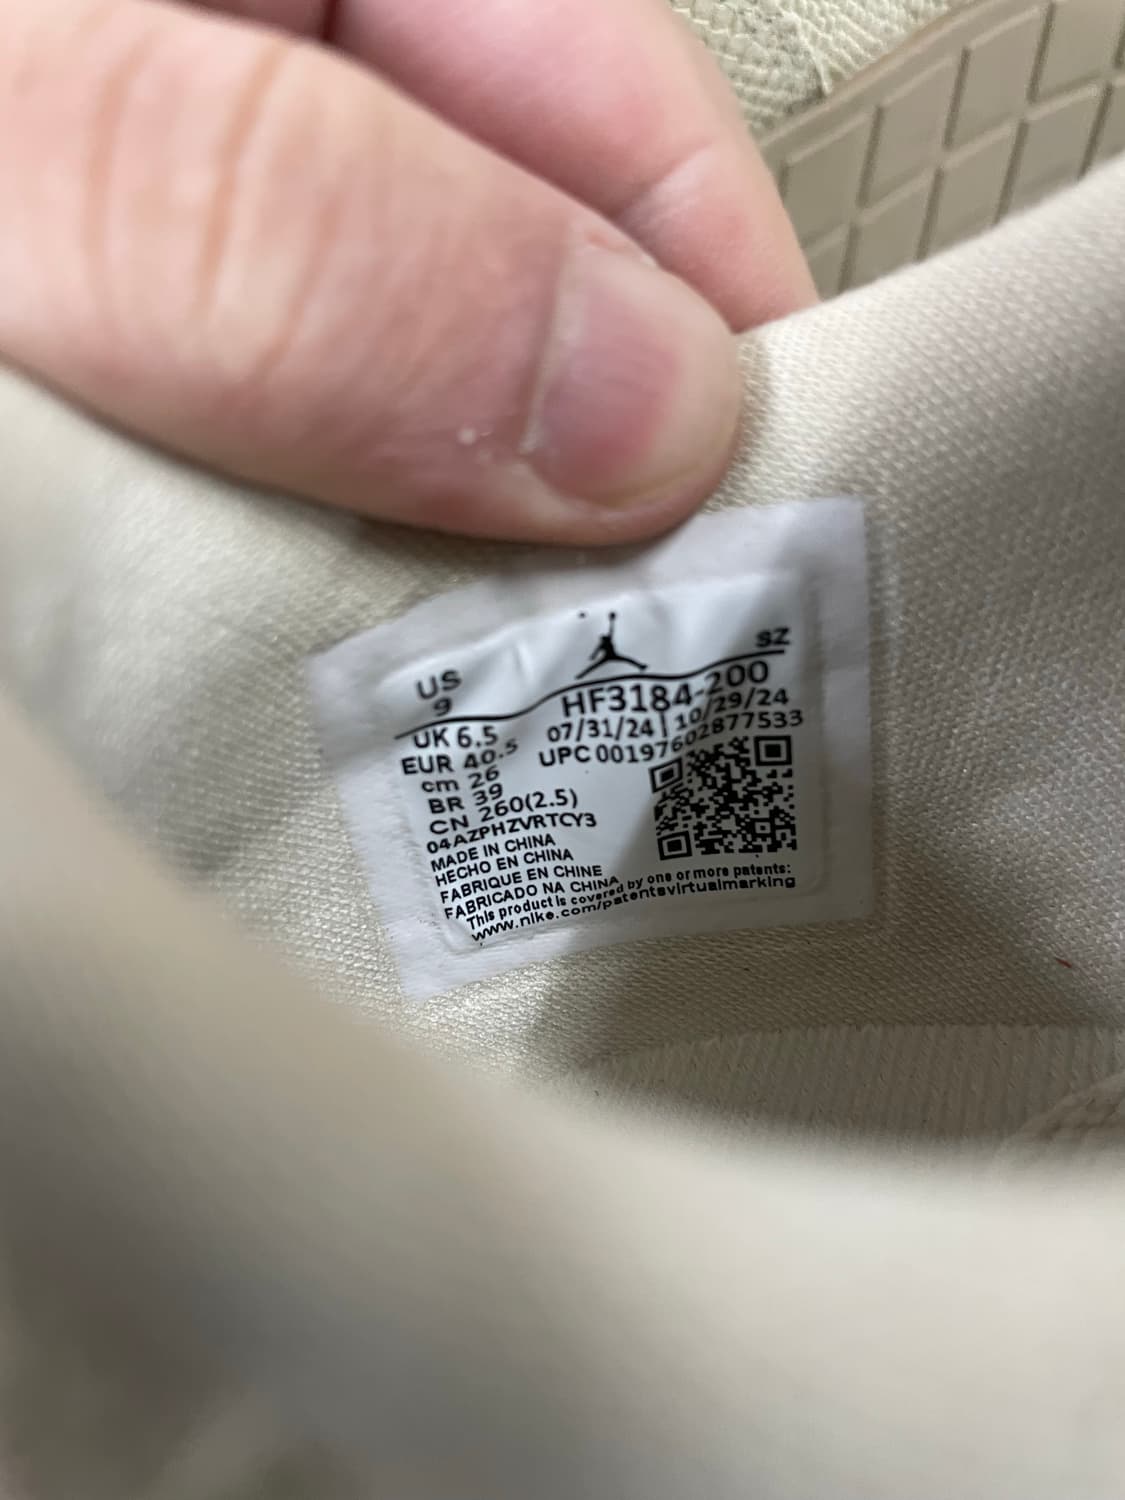 US
9
SZ
HF3184-200
07/31/24 | 10/29/24
UPC 00197602877533
UK 6.5
EUR 40.5
cm 26
BR 39
CN 260(2.5)
04AZPHZVRTCY3
MADE IN CHINA
HECHO EN CHINA
FABRIQUE EN CHINE
FABRICADO NA CHINA
This product is covered by one or more patents:
www.nike.com/patentsvirtualmarking